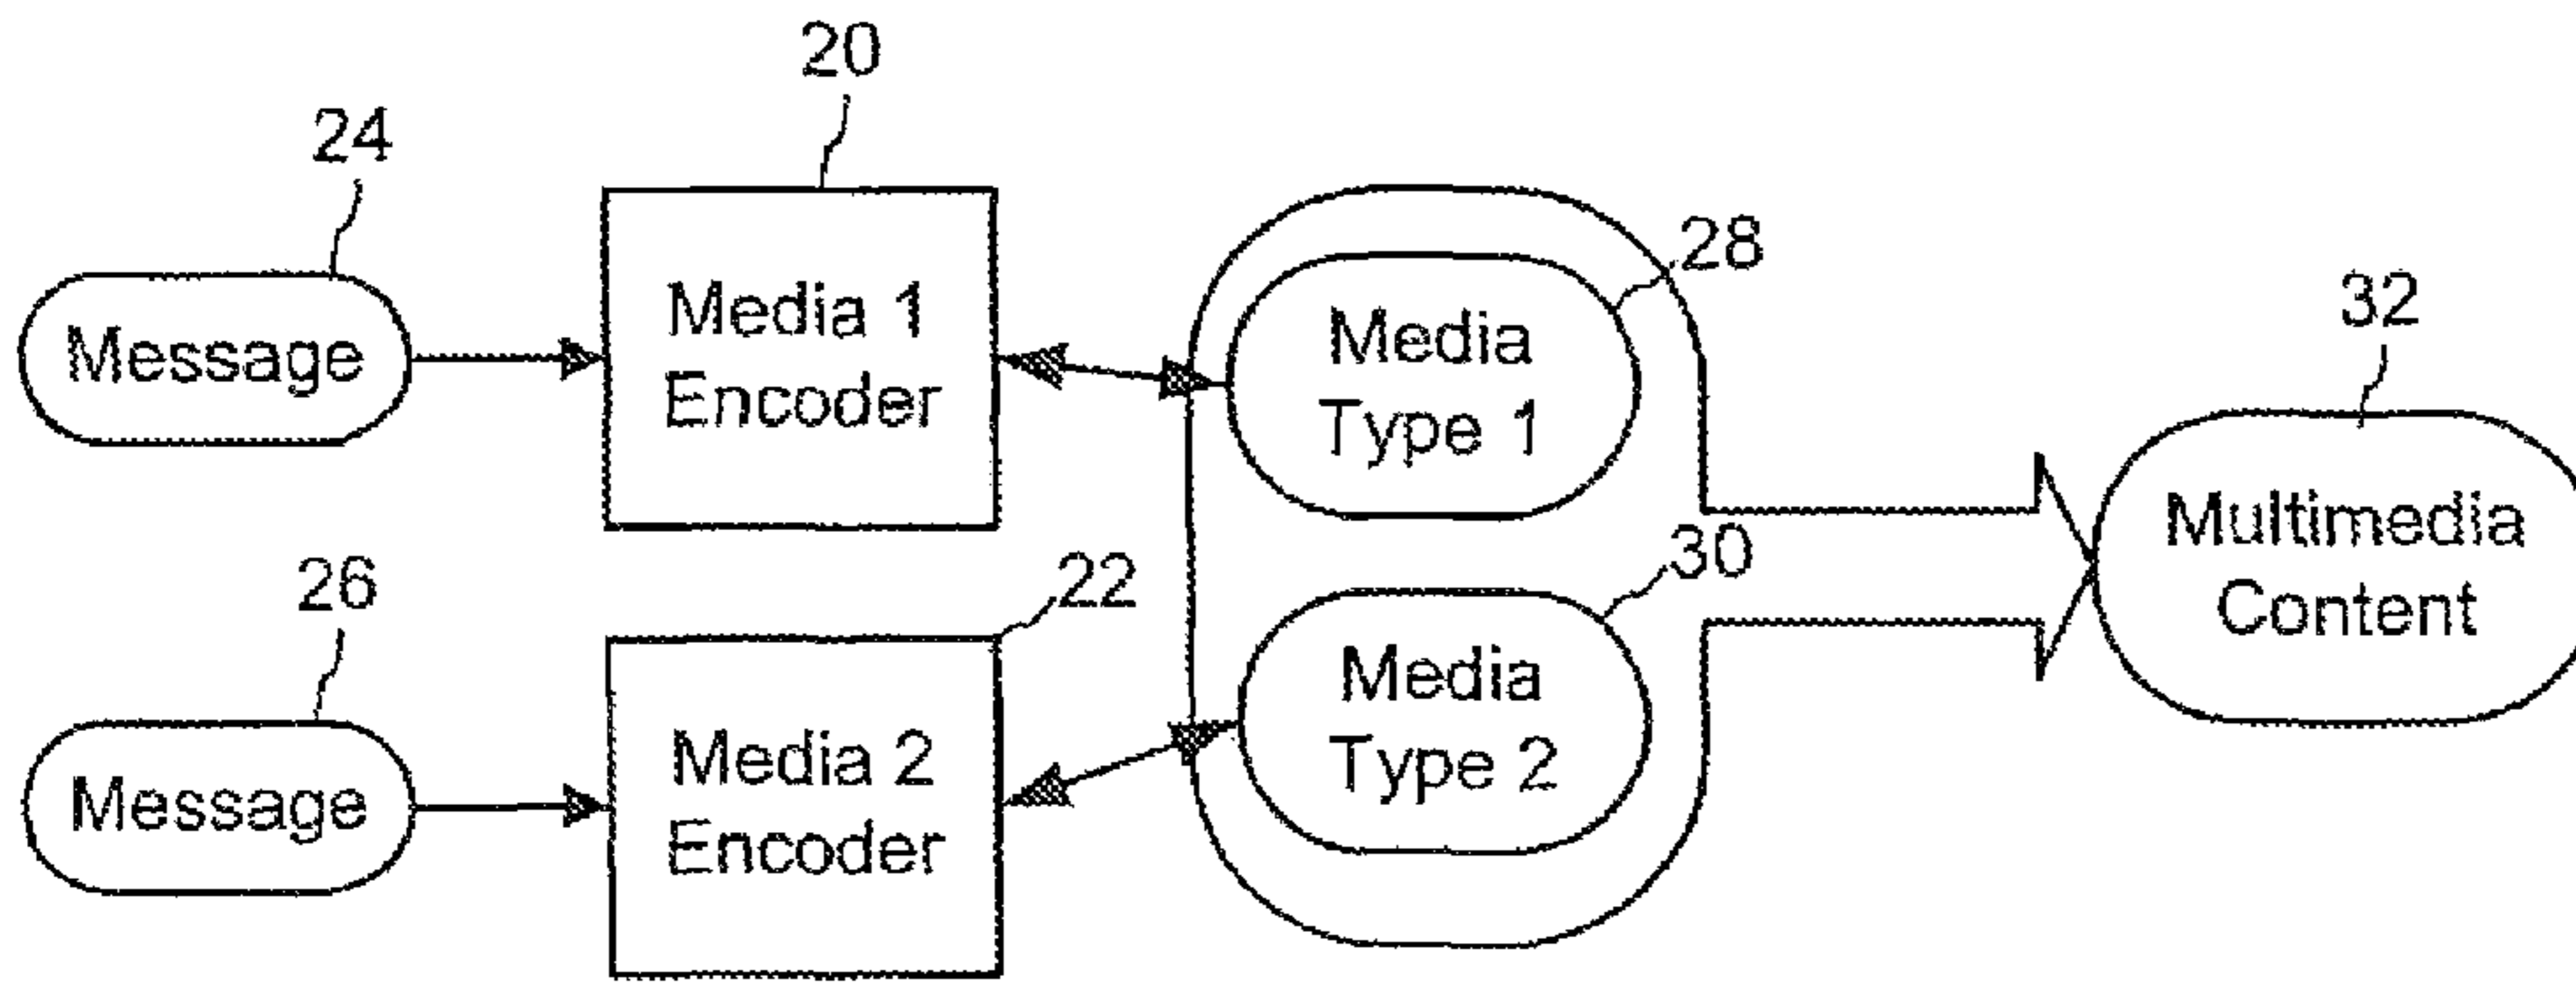 20
24
Message
Media 1
Encoder
28
Media
Type 1
32
Multimedia
Content
26
Message
22
Media 2
Encoder
30
Media
Type 2